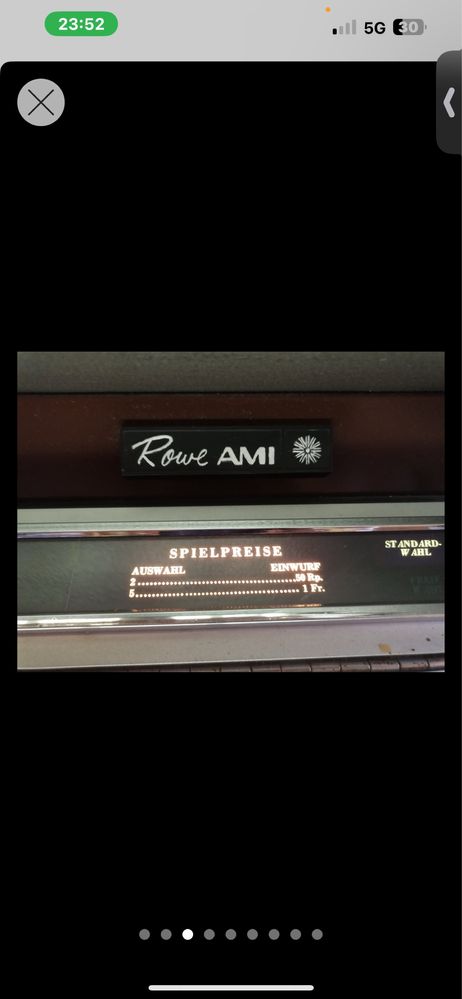 23:52
5G
30
Rowe AMI
SPIELPREISE
STANDARD-
WAHL
AUSWAHL EINWURF
2 50 Rp.
5 1 Fr.